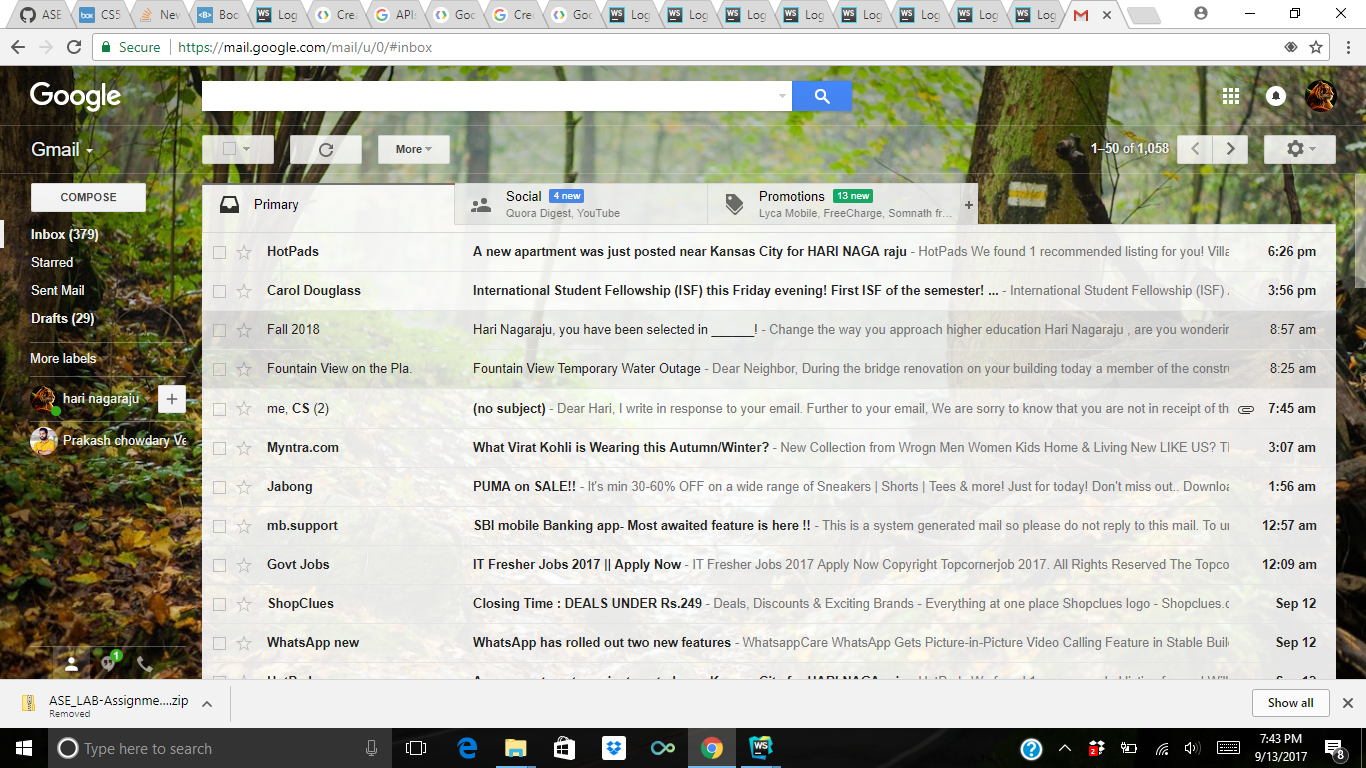 ASE
box CSS
New
Boo
WS Log
Crea
APIs
Goo
Crea
Goo
WS Log
WS Log
WS Log
WS Log
WS Log
WS Log
WS Log
WS Log
Secure https://mail.google.com/mail/u/0/#inbox
Google
Gmail
More
1–50 of 1,058
COMPOSE
Inbox (379)
Starred
Sent Mail
Drafts (29)
More labels
hari nagaraju
Prakash chowdary Ve
1
Primary
Social 4 new
Quora Digest, YouTube
Promotions 13 new
Lyca Mobile, FreeCharge, Somnath fr…
+
HotPads A new apartment was just posted near Kansas City for HARI NAGA raju - HotPads We found 1 recommended listing for you! Villa 6:26 pm
Carol Douglass International Student Fellowship (ISF) this Friday evening! First ISF of the semester! ... - International Student Fellowship (ISF) 3:56 pm
Fall 2018 Hari Nagaraju, you have been selected in ______! - Change the way you approach higher education Hari Nagaraju , are you wonderin 8:57 am
Fountain View on the Pla. Fountain View Temporary Water Outage - Dear Neighbor, During the bridge renovation on your building today a member of the constru 8:25 am
me, CS (2) (no subject) - Dear Hari, I write in response to your email. Further to your email, We are sorry to know that you are not in receipt of th 7:45 am
Myntra.com What Virat Kohli is Wearing this Autumn/Winter? - New Collection from Wrogn Men Women Kids Home & Living New LIKE US? Th 3:07 am
Jabong PUMA on SALE!! - It's min 30-60% OFF on a wide range of Sneakers | Shorts | Tees & more! Just for today! Don't miss out.. Downloa 1:56 am
mb.support SBI mobile Banking app- Most awaited feature is here !! - This is a system generated mail so please do not reply to this mail. To un 12:57 am
Govt Jobs IT Fresher Jobs 2017 || Apply Now - IT Fresher Jobs 2017 Apply Now Copyright Topcornerjob 2017. All Rights Reserved The Topco 12:09 am
ShopClues Closing Time : DEALS UNDER Rs.249 - Deals, Discounts & Exciting Brands - Everything at one place Shopclues logo - Shopclues.c Sep 12
WhatsApp new WhatsApp has rolled out two new features - WhatsappCare WhatsApp Gets Picture-in-Picture Video Calling Feature in Stable Buil Sep 12
ASE_LAB-Assignme....zip
Removed
Show all
Type here to search
WS
2
7:43 PM
9/13/2017
8